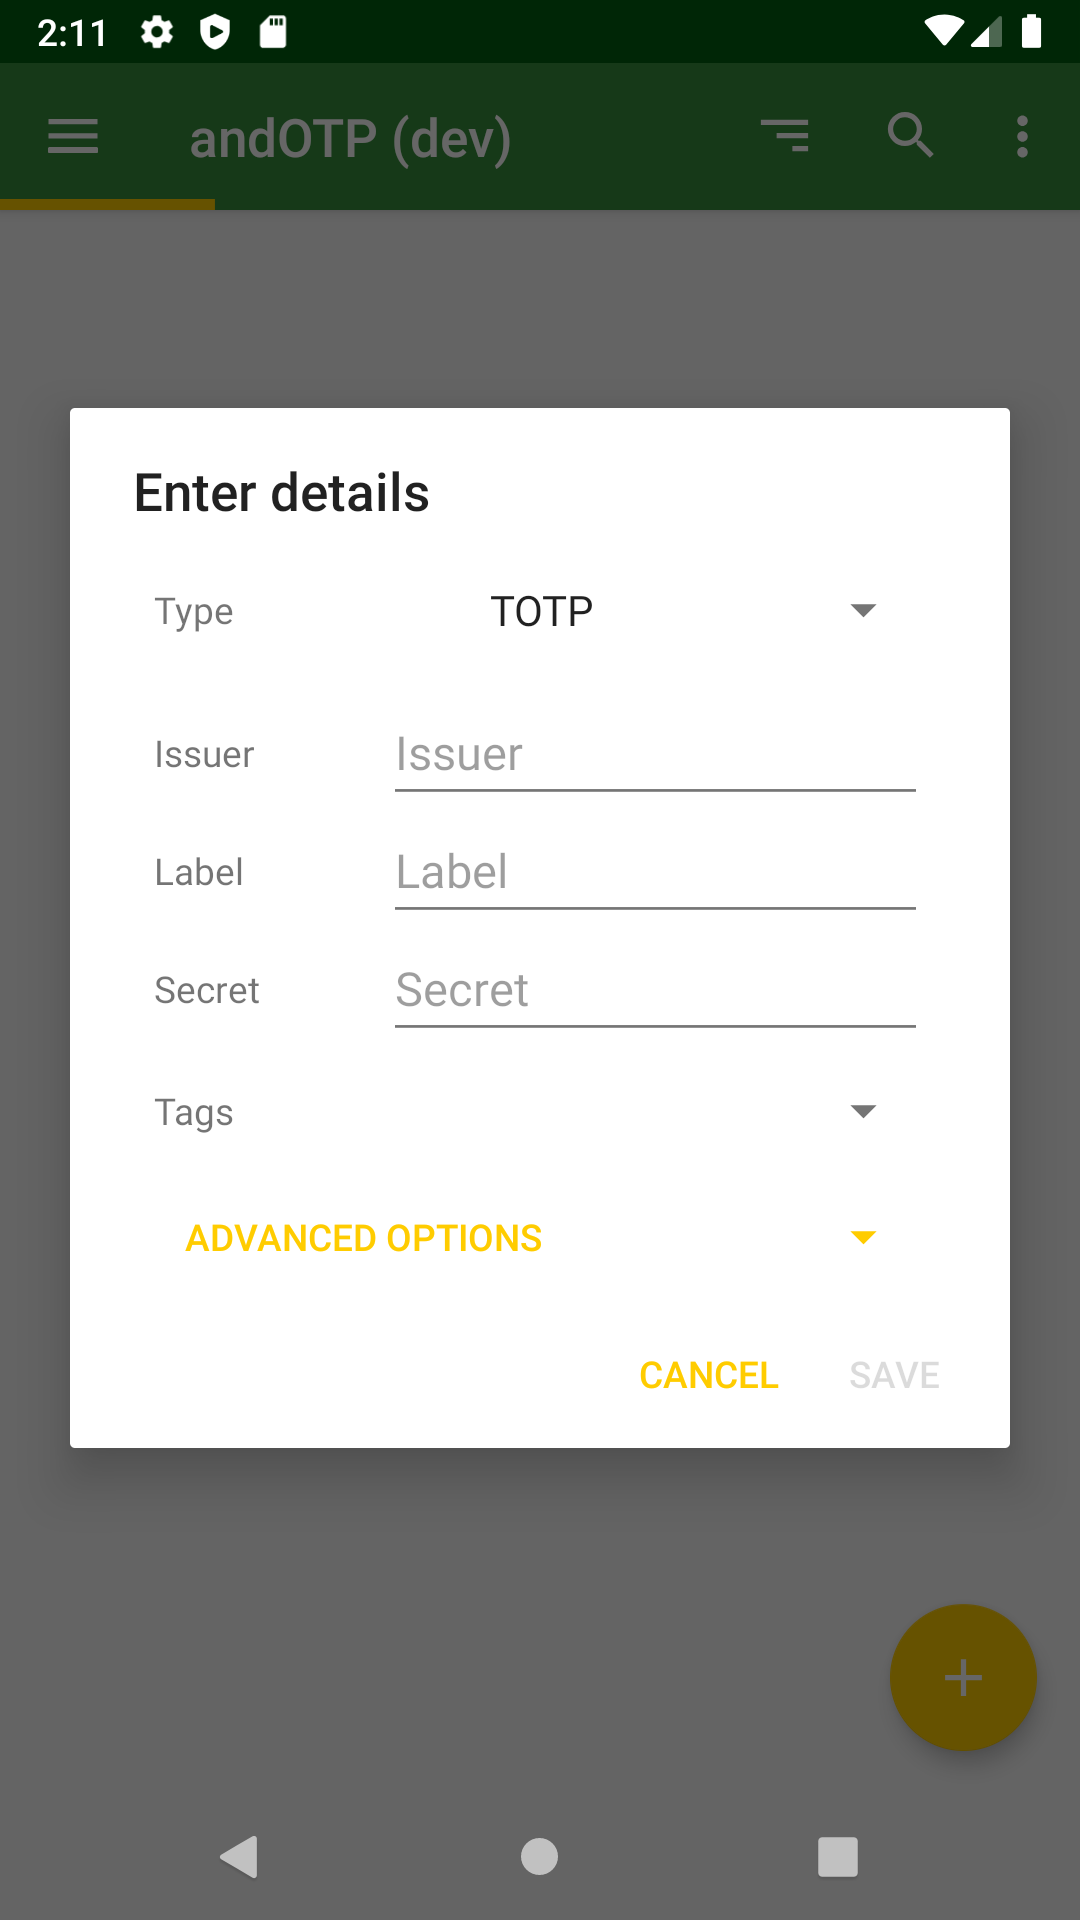 2:11
andOTP (dev)
Enter details
Type TOTP
Issuer Issuer
Label Label
Secret Secret
Tags
ADVANCED OPTIONS
CANCEL SAVE